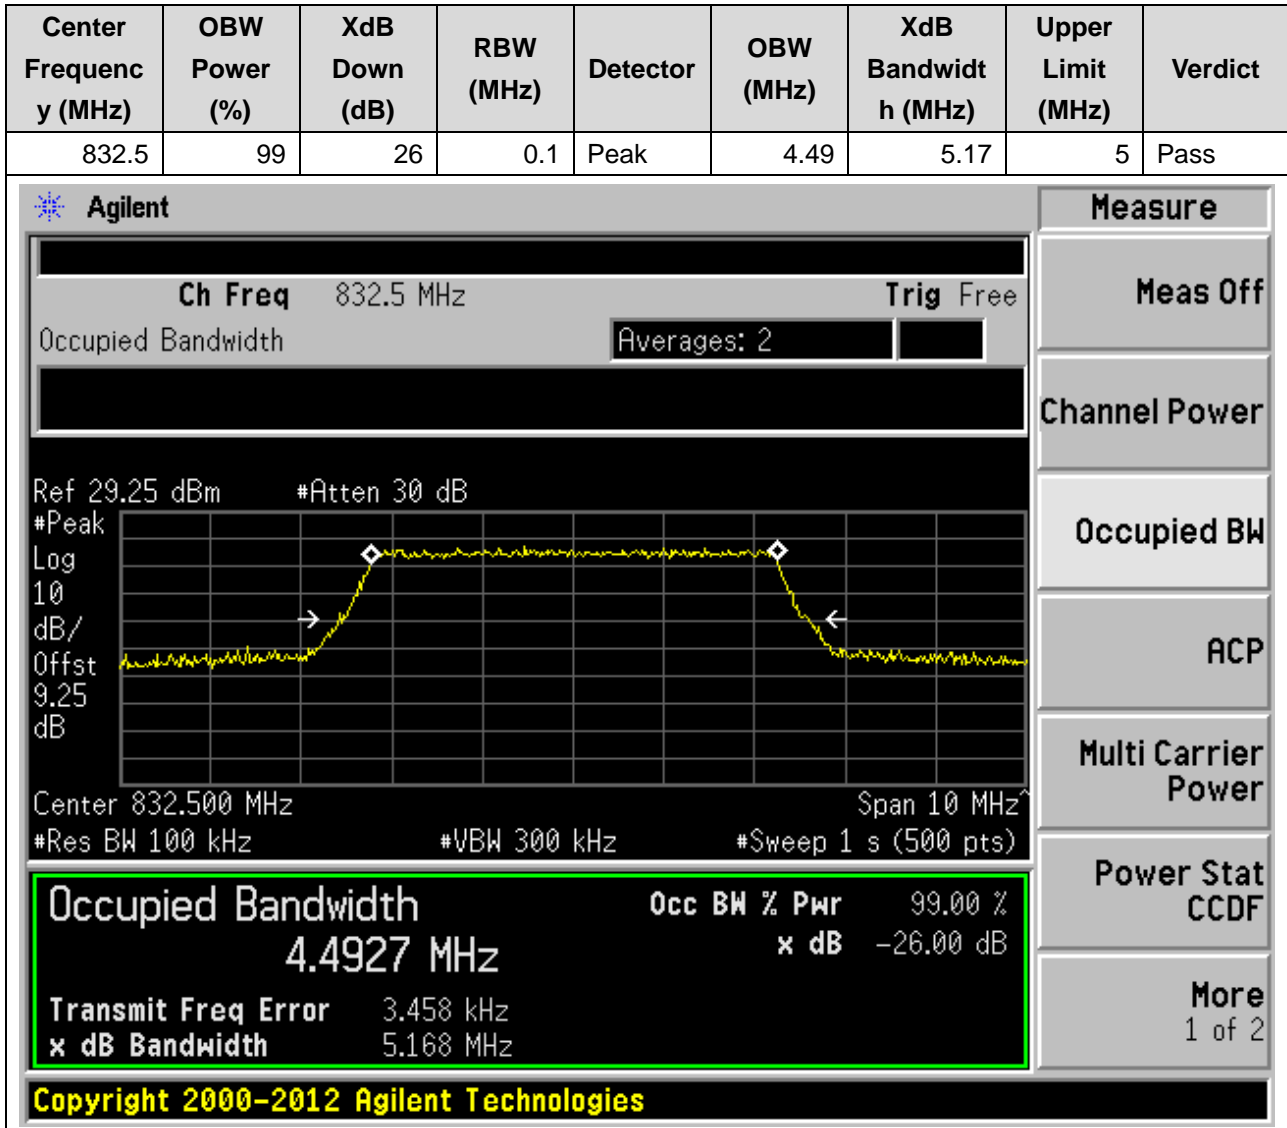 Center Frequency (MHz) OBW Power (%) XdB Down (dB) RBW (MHz) Detector OBW (MHz) XdB Bandwidth (MHz) Upper Limit (MHz) Verdict
832.5 99 26 0.1 Peak 4.49 5.17 5 Pass
Agilent
Measure
Ch Freq 832.5 MHz Trig Free
Meas Off
Occupied Bandwidth Averages: 2
Channel Power
Ref 29.25 dBm #Atten 30 dB
#Peak
Log
10
dB/
Offst
9.25
dB
Occupied BW
ACP
Multi Carrier
Power
Center 832.500 MHz Span 10 MHz^
#Res BW 100 kHz #VBW 300 kHz #Sweep 1 s (500 pts)
Power Stat
CCDF
Occupied Bandwidth Occ BW % Pwr 99.00 %
4.4927 MHz x dB -26.00 dB
Transmit Freq Error 3.458 kHz
x dB Bandwidth 5.168 MHz
More
1 of 2
Copyright 2000-2012 Agilent Technologies